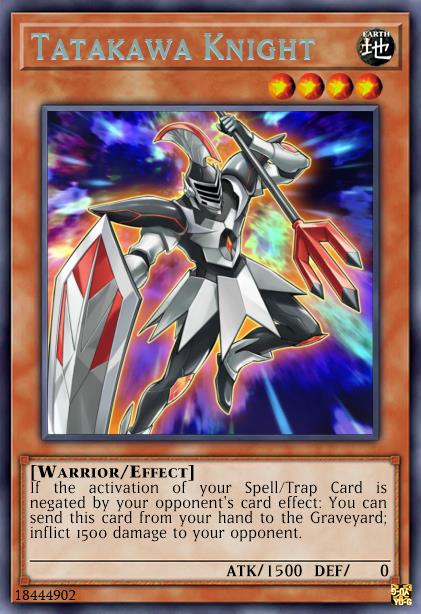 TATAKAWA KNIGHT
EARTH
地
[WARRIOR/EFFECT]
If the activation of your Spell/Trap Card is
negated by your opponent's card effect: You can
send this card from your hand to the Graveyard;
inflict 1500 damage to your opponent.
ATK/1500 DEF/ 0
18444902